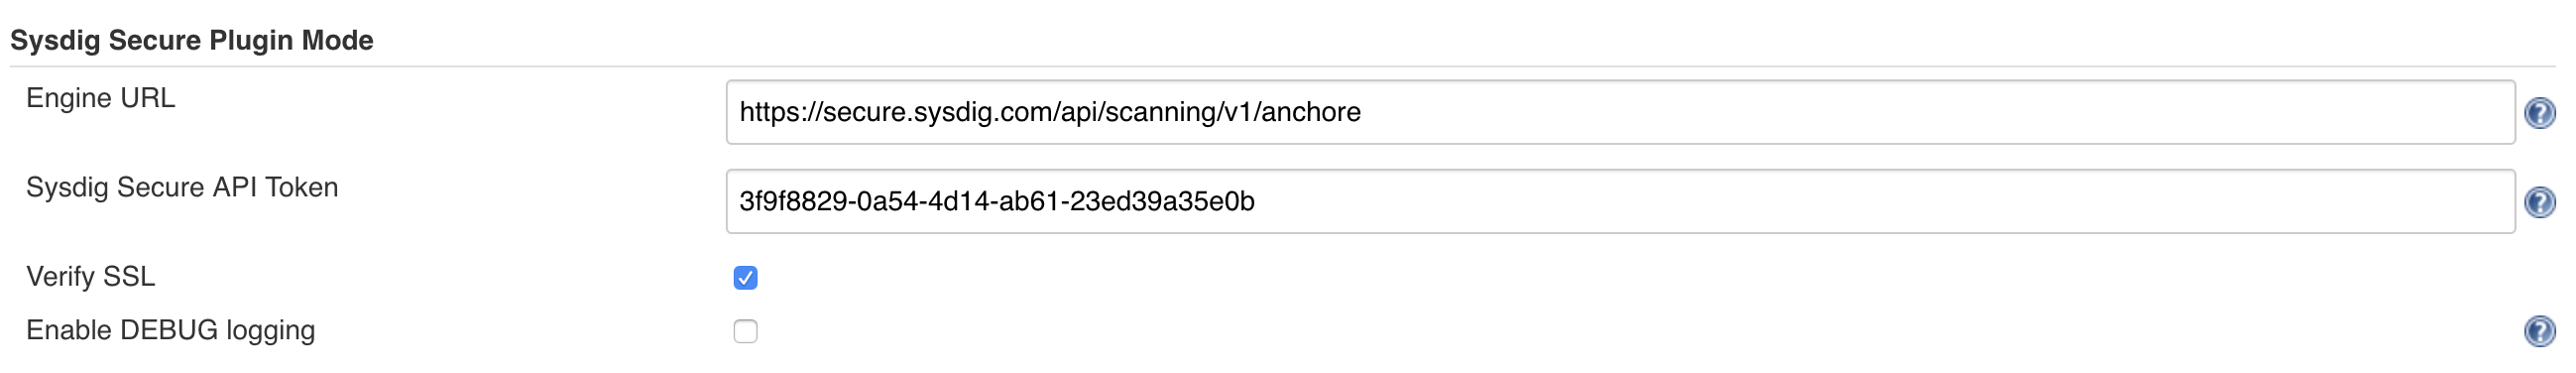 Sysdig Secure Plugin Mode
Engine URL
https://secure.sysdig.com/api/scanning/v1/anchore
?
Sysdig Secure API Token
3f9f8829-0a54-4d14-ab61-23ed39a35e0b
?
Verify SSL
Enable DEBUG logging
?